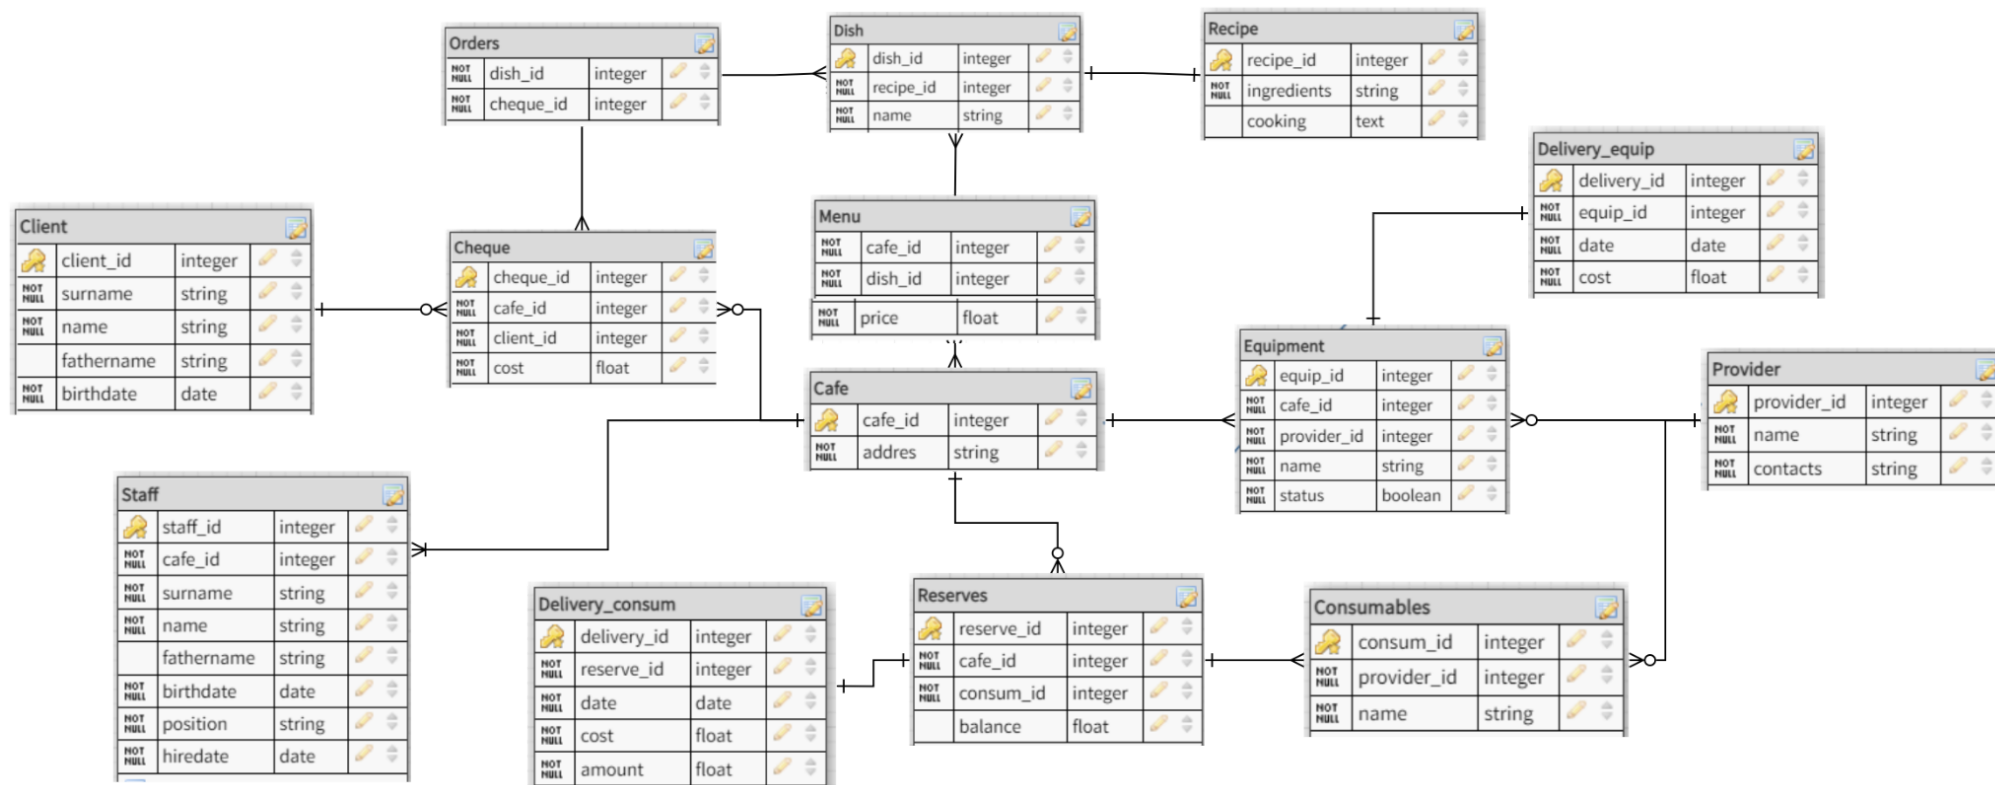 Orders
NOT NULL dish_id integer
NOT NULL cheque_id integer
Dish
dish_id integer
NOT NULL recipe_id integer
NOT NULL name string
Recipe
recipe_id integer
NOT NULL ingredients string
cooking text
Delivery_equip
delivery_id integer
NOT NULL equip_id integer
NOT NULL date date
NOT NULL cost float
Client
client_id integer
NOT NULL surname string
NOT NULL name string
fathername string
NOT NULL birthdate date
Cheque
cheque_id integer
NOT NULL cafe_id integer
NOT NULL client_id integer
NOT NULL cost float
Menu
NOT NULL cafe_id integer
NOT NULL dish_id integer
NOT NULL price float
Cafe
cafe_id integer
NOT NULL addres string
Equipment
equip_id integer
NOT NULL cafe_id integer
NOT NULL provider_id integer
NOT NULL name string
NOT NULL status boolean
Provider
provider_id integer
NOT NULL name string
NOT NULL contacts string
Staff
staff_id integer
NOT NULL cafe_id integer
NOT NULL surname string
NOT NULL name string
fathername string
NOT NULL birthdate date
NOT NULL position string
NOT NULL hiredate date
Delivery_consum
delivery_id integer
NOT NULL reserve_id integer
NOT NULL date date
NOT NULL cost float
NOT NULL amount float
Reserves
reserve_id integer
NOT NULL cafe_id integer
NOT NULL consum_id integer
balance float
Consumables
consum_id integer
NOT NULL provider_id integer
NOT NULL name string